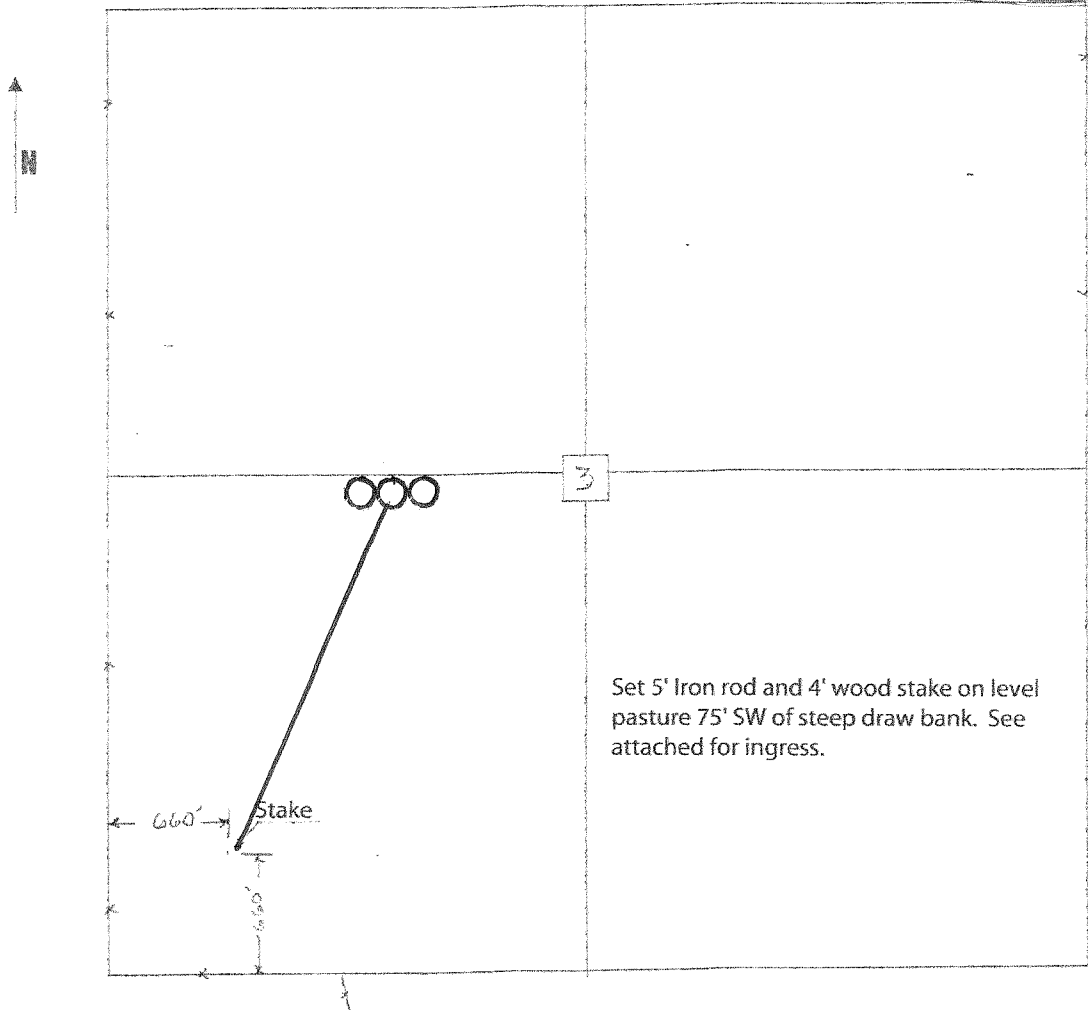 N
3
Set 5' Iron rod and 4' wood stake on level
pasture 75' SW of steep draw bank. See
attached for ingress.
660'
Stake
660'